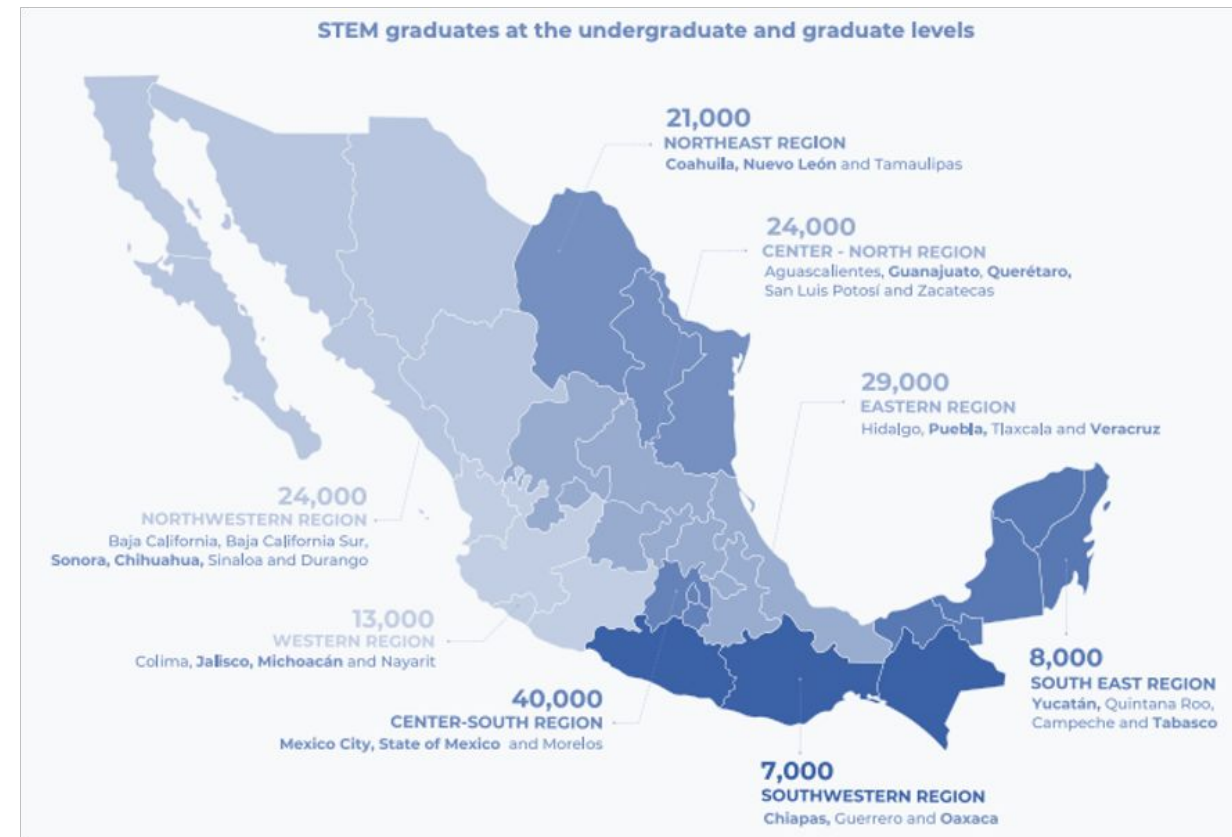 STEM graduates at the undergraduate and graduate levels
21,000
NORTHEAST REGION
Coahuila, Nuevo León and Tamaulipas
24,000
CENTER - NORTH REGION
Aguascalientes, Guanajuato, Querétaro,
San Luis Potosí and Zacatecas
29,000
EASTERN REGION
Hidalgo, Puebla, Tlaxcala and Veracruz
24,000
NORTHWESTERN REGION
Baja California, Baja California Sur,
Sonora, Chihuahua, Sinaloa and Durango
13,000
WESTERN REGION
Colima, Jalisco, Michoacán and Nayarit
40,000
CENTER-SOUTH REGION
Mexico City, State of Mexico and Morelos
8,000
SOUTH EAST REGION
Yucatán, Quintana Roo,
Campeche and Tabasco
7,000
SOUTHWESTERN REGION
Chiapas, Guerrero and Oaxaca